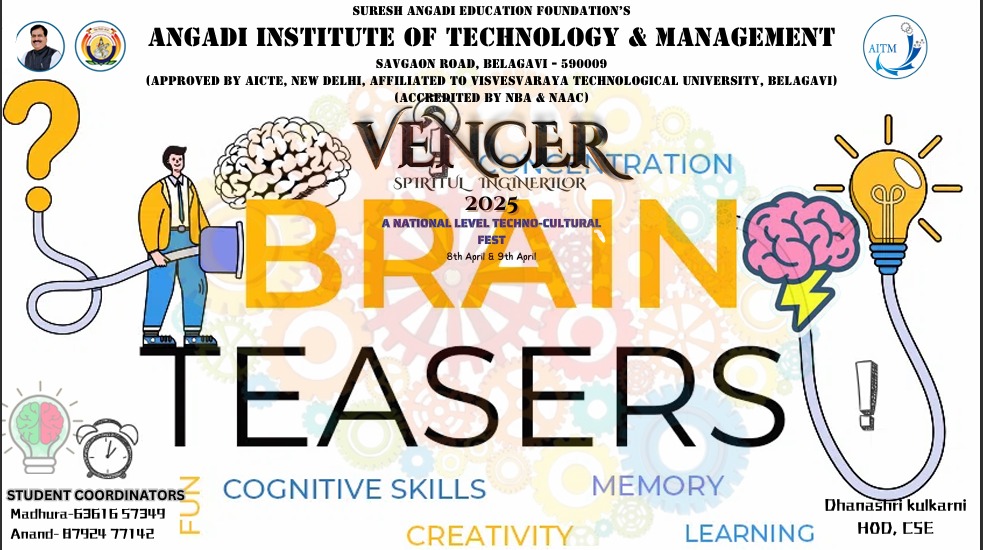 SURESH ANGADI EDUCATION FOUNDATION'S
ANGADI INSTITUTE OF TECHNOLOGY & MANAGEMENT
SAVGAON ROAD, BELAGAVI - 590009
(APPROVED BY AICTE, NEW DELHI, AFFILIATED TO VISVESVARAYA TECHNOLOGICAL UNIVERSITY, BELAGAVI)
(ACCREDITED BY NBA & NAAC)
AITM
VENCER
CONCENTRATION
SPIRITUL INGINERILOR
2025
A NATIONAL LEVEL TECHNO-CULTURAL
FEST
8th April & 9th April
BRAIN
TEASERS
FUN
COGNITIVE SKILLS
MEMORY
CREATIVITY
LEARNING
STUDENT COORDINATORS
Madhura-63616 57349
Anand- 87924 77142
Dhanashri kulkarni
HOD, CSE